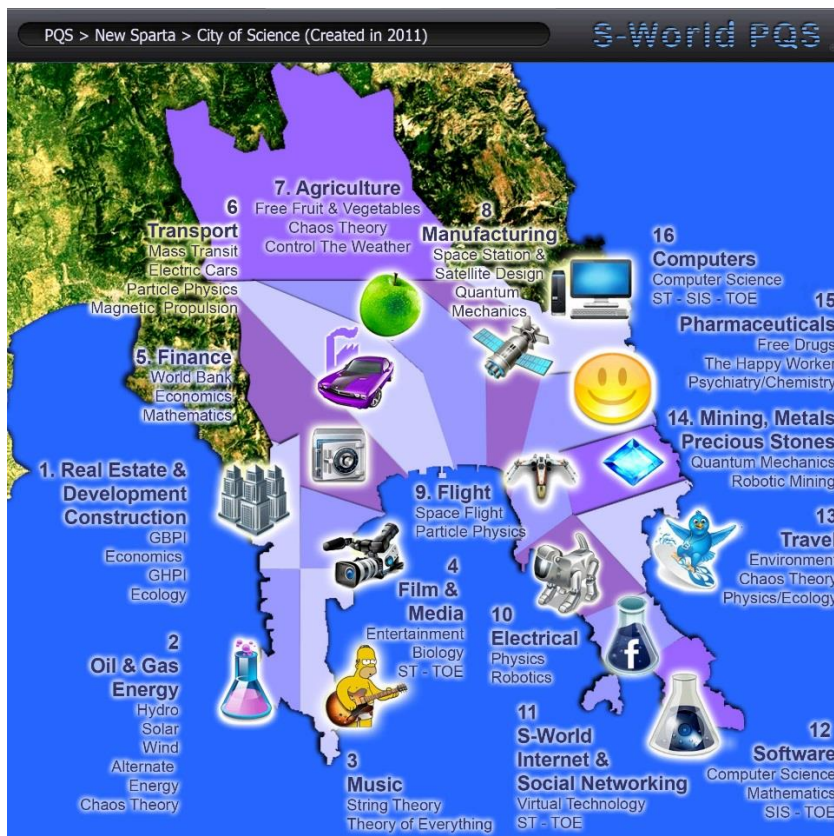 PQS > New Sparta > City of Science (Created in 2011)
S-World PQS
1. Real Estate &
Development
Construction
GBPI
Economics
GHPI
Ecology
2
Oil & Gas
Energy
Hydro
Solar
Wind
Alternate
Energy
Chaos Theory
3
Music
String Theory
Theory of Everything
4
Film &
Media
Entertainment
Biology
ST - TOE
5. Finance
World Bank
Economics
Mathematics
6
Transport
Mass Transit
Electric Cars
Particle Physics
Magnetic Propulsion
7. Agriculture
Free Fruit & Vegetables
Chaos Theory
Control The Weather
8
Manufacturing
Space Station &
Satellite Design
Quantum
Mechanics
9. Flight
Space Flight
Particle Physics
10
Electrical
Physics
Robotics
11
S-World
Internet &
Social Networking
Virtual Technology
ST - TOE
12
Software
Computer Science
Mathematics
SIS - TOE
13
Travel
Environment
Chaos Theory
Physics/Ecology
14. Mining, Metals
Precious Stones
Quantum Mechanics
Robotic Mining
15
Pharmaceuticals
Free Drugs
The Happy Worker
Psychiatry/Chemistry
16
Computers
Computer Science
ST - SIS - TOE
f